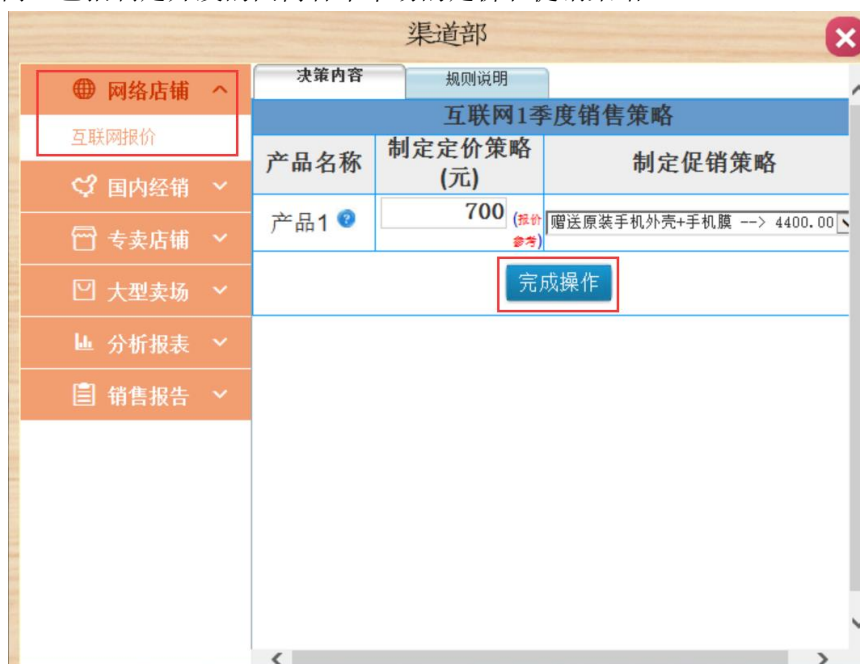 渠道部
网络店铺
互联网报价
国内经销
专卖店铺
大型卖场
分析报表
销售报告
决策内容
规则说明
互联网1季度销售策略
产品名称
制定定价策略
(元)
制定促销策略
产品1
700
(报价
参考)
赠送原装手机外壳+手机膜 --> 4400.00
完成操作